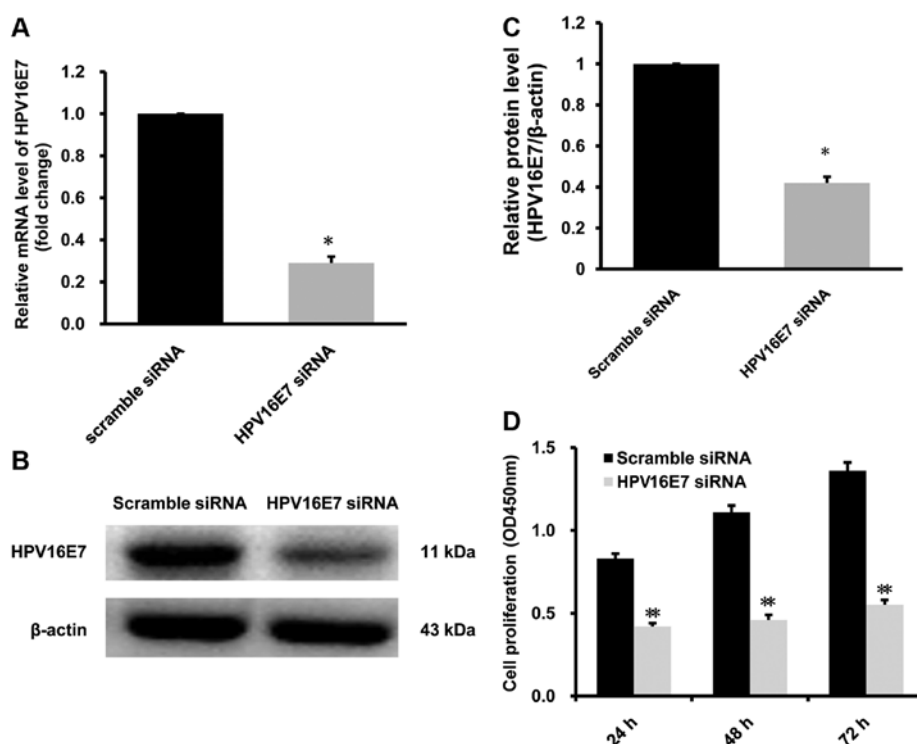 A
Relative mRNA level of HPV16E7
(fold change)
1.2
1.0
0.8
0.6
0.4
0.2
0.0
*
scramble siRNA
HPV16E7 siRNA
B
Scramble siRNA HPV16E7 siRNA
HPV16E7 11 kDa
β-actin 43 kDa
C
Relative protein level
(HPV16E7/β-actin)
1.2
1
0.8
0.6
0.4
0.2
0
*
Scramble siRNA
HPV16E7 siRNA
D
Cell proliferation (OD450nm)
1.5
1.0
0.5
0.0
Scramble siRNA
HPV16E7 siRNA
** ** **
24 h 48 h 72 h